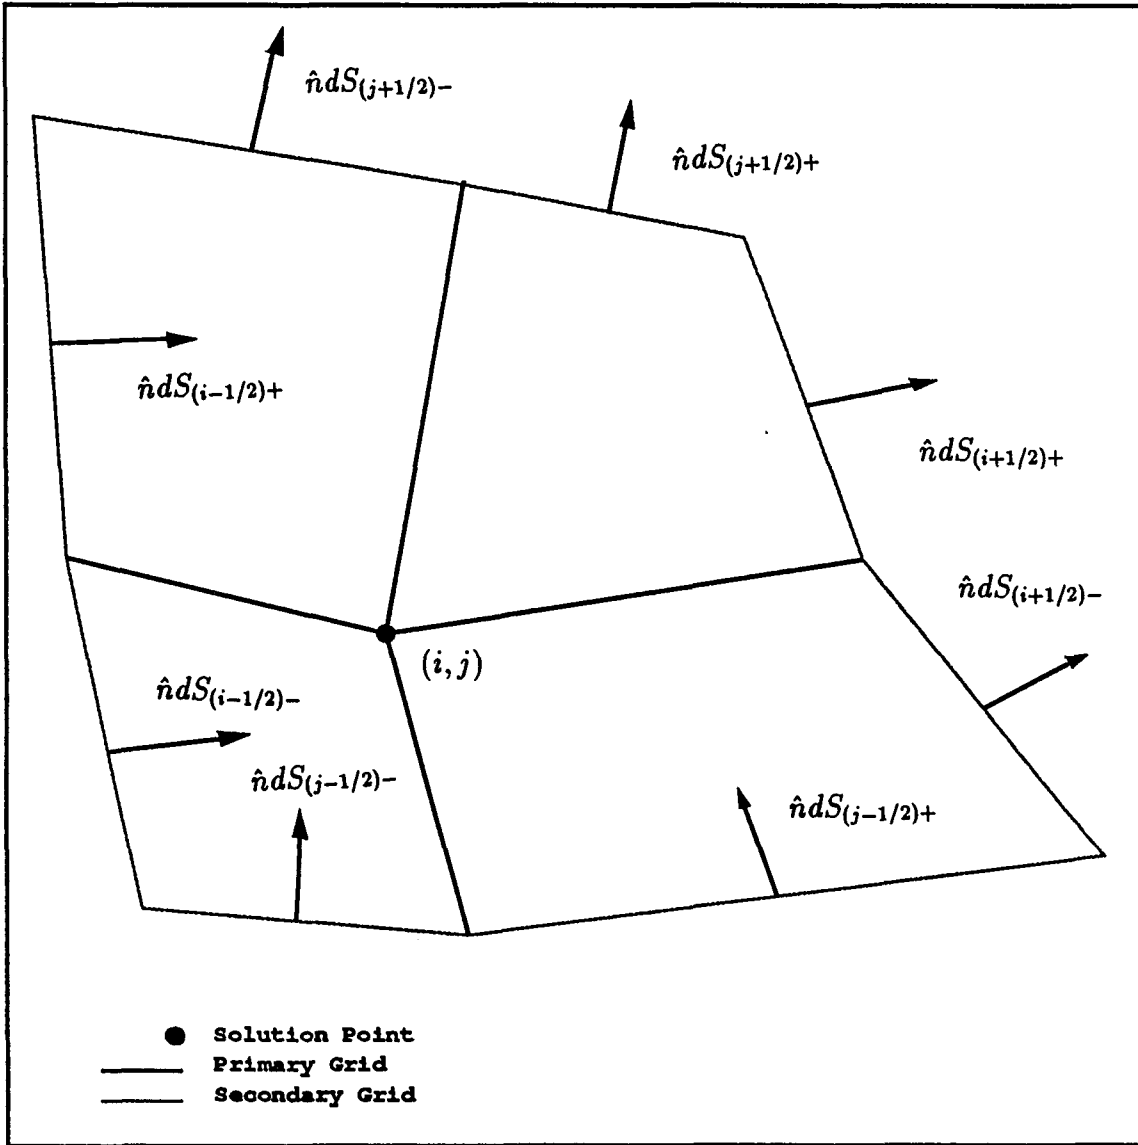 n̂dS(j+1/2)−
n̂dS(j+1/2)+
n̂dS(i−1/2)+
n̂dS(i+1/2)+
n̂dS(i+1/2)−
(i, j)
n̂dS(i−1/2)−
n̂dS(j−1/2)−
n̂dS(j−1/2)+
Solution Point
Primary Grid
Secondary Grid